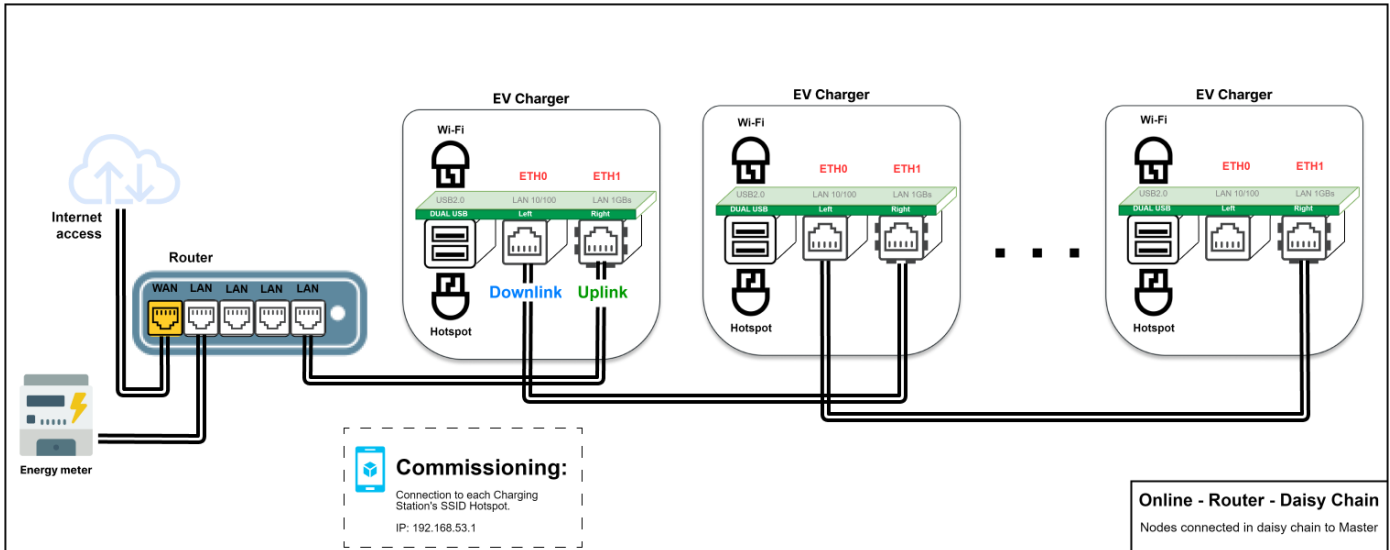 EV Charger
Wi-Fi
ETH0
ETH1
USB2.0
LAN 10/100
LAN 1GBs
DUAL USB
Left
Right
Downlink
Uplink
Hotspot
EV Charger
Wi-Fi
ETH0
ETH1
USB2.0
LAN 10/100
LAN 1GBs
DUAL USB
Left
Right
Hotspot
EV Charger
Wi-Fi
ETH0
ETH1
USB2.0
LAN 10/100
LAN 1GBs
DUAL USB
Left
Right
Hotspot
Internet
access
Router
WAN
LAN
LAN
LAN
LAN
Energy meter
Commissioning:
Connection to each Charging
Station's SSID Hotspot.
IP: 192.168.53.1
Online - Router - Daisy Chain
Nodes connected in daisy chain to Master